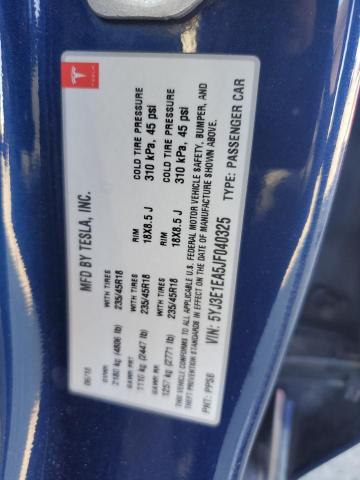 TESLA
MFD BY TESLA, INC.
06/18
GVWR
2180 kg (4806 lb)
GAWR FRT WITH TIRES RIM COLD TIRE PRESSURE
1110 kg (2447 lb) 235/45R18 18X8.5 J 310 kPa, 45 psi
GAWR RR WITH TIRES RIM COLD TIRE PRESSURE
1257 kg (2771 lb) 235/45R18 18X8.5 J 310 kPa, 45 psi
THIS VEHICLE CONFORMS TO ALL APPLICABLE U.S. FEDERAL MOTOR VEHICLE SAFETY, BUMPER, AND
THEFT PREVENTION STANDARDS IN EFFECT ON THE DATE OF MANUFACTURE SHOWN ABOVE.
VIN: 5YJ3E1EA5JF040325 TYPE: PASSENGER CAR
PNT: PPSB